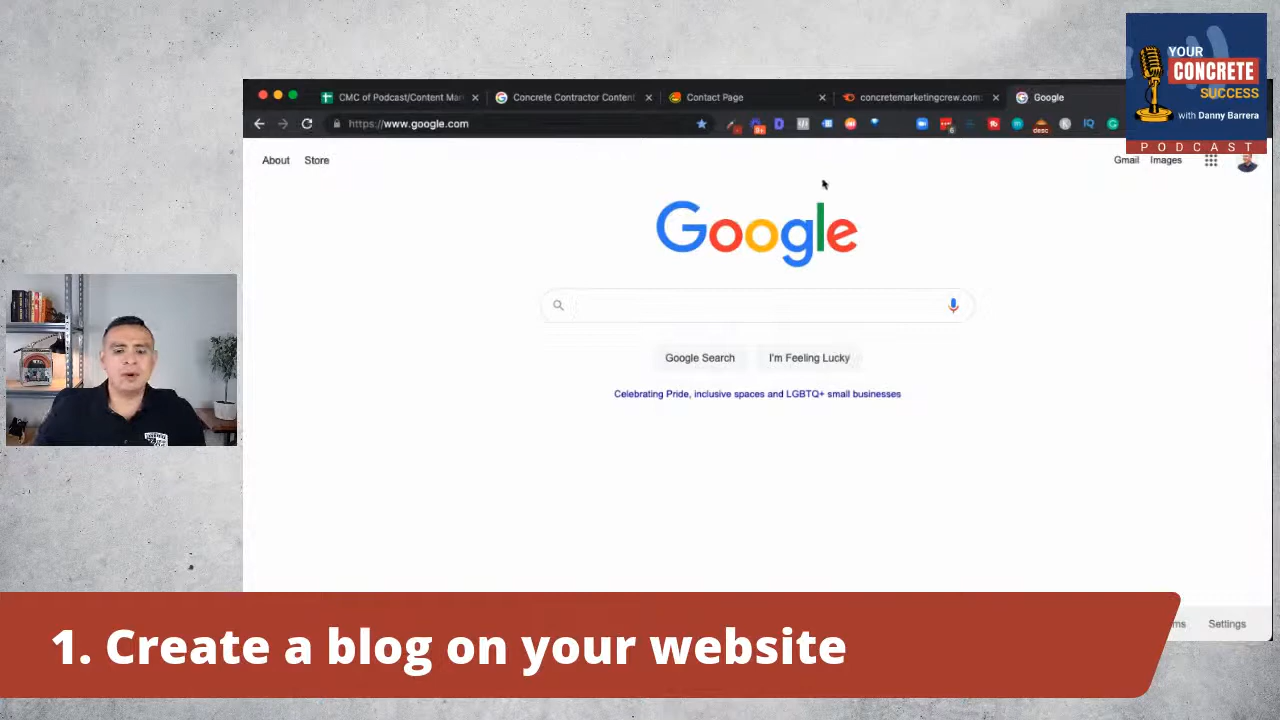 YOUR
CONCRETE
SUCCESS
with Danny Barrera
PODCAST
CMC of Podcast/Content Mar
Concrete Contractor Content
Contact Page
concretemarketingcrew.com
Google
https://www.google.com
About
Store
Gmail
Images
Google
Google Search
I'm Feeling Lucky
Celebrating Pride, inclusive spaces and LGBTQ+ small businesses
Settings
1. Create a blog on your website